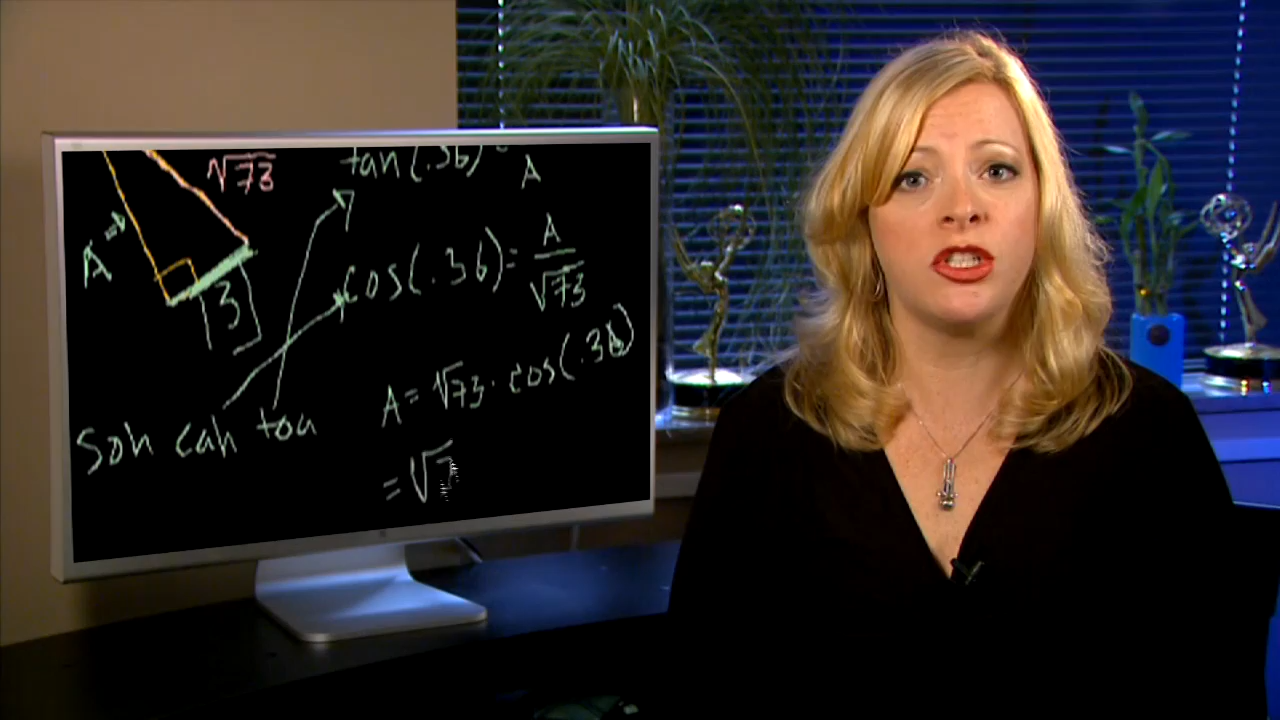 √73
tan(.36) =
A
A
cos(.36) = A/√73
3
A = √73 · cos(.36)
Soh cah toa
= √7